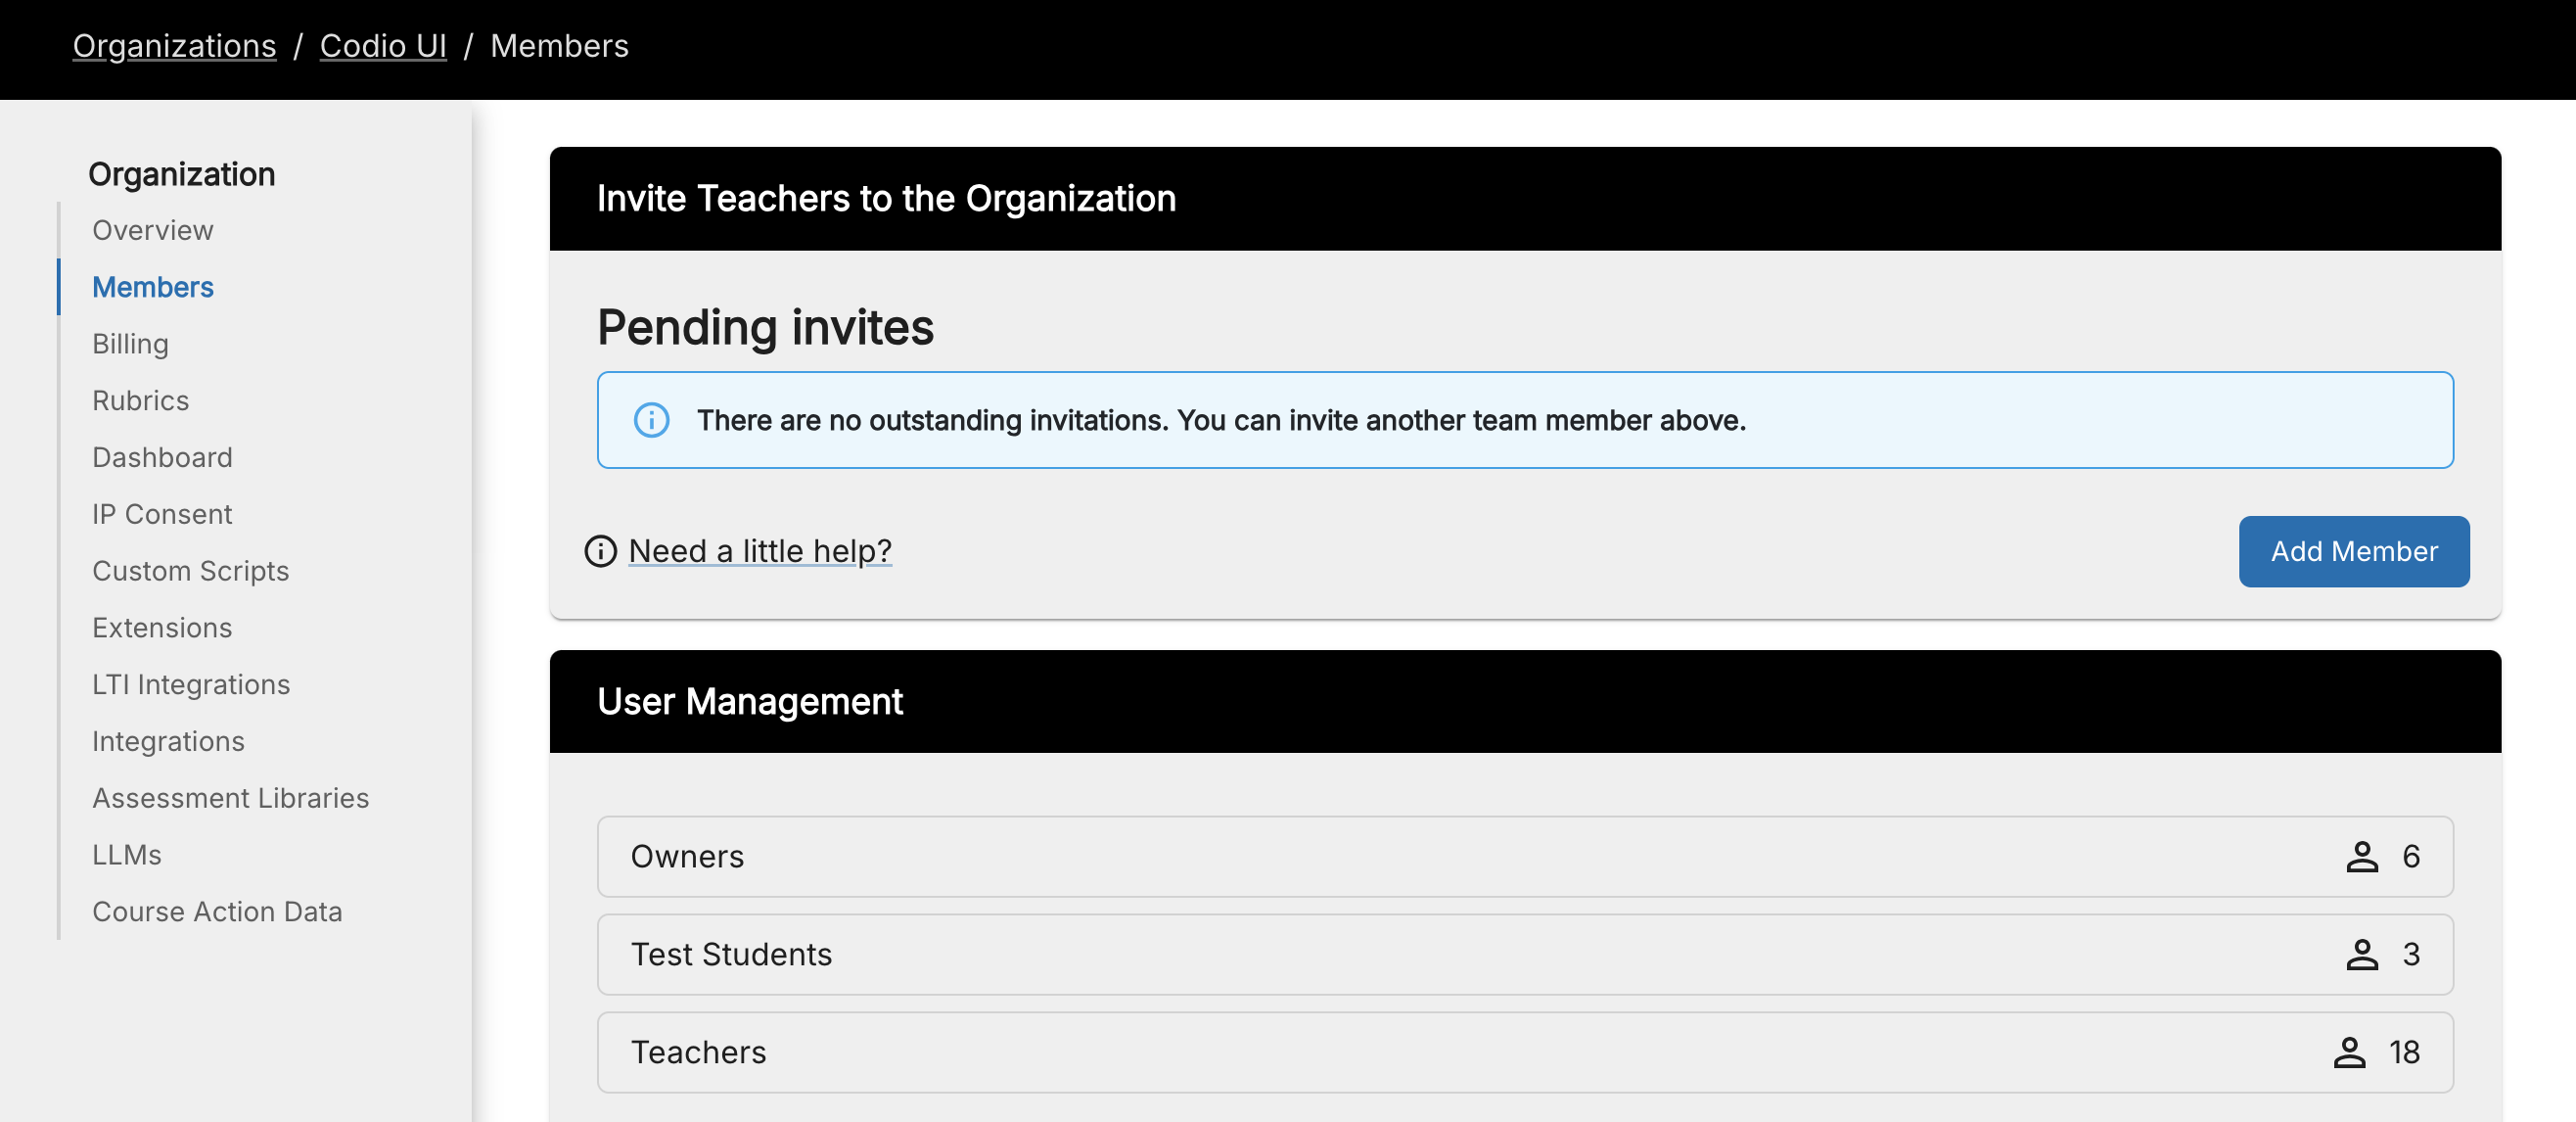 Organizations / Codio UI / Members
Organization
Overview
Members
Billing
Rubrics
Dashboard
IP Consent
Custom Scripts
Extensions
LTI Integrations
Integrations
Assessment Libraries
LLMs
Course Action Data
Invite Teachers to the Organization
Pending invites
There are no outstanding invitations. You can invite another team member above.
Need a little help?
Add Member
User Management
Owners 6
Test Students 3
Teachers 18